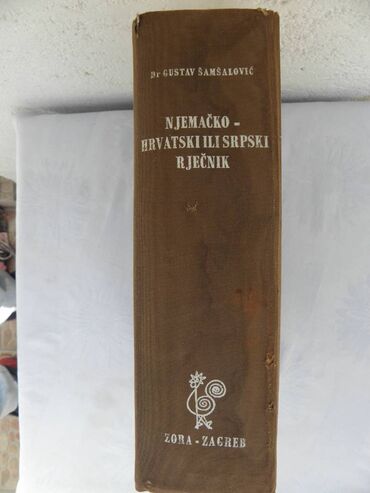 Dr GUSTAV ŠAMŠALOVIĆ
NJEMAČKO -
HRVATSKI ILI SRPSKI
RJEČNIK
ZORA - ZAGREB